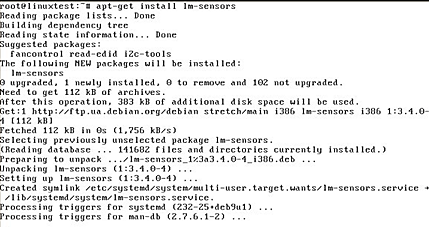 root@linuxtest:~# apt-get install lm-sensors
Reading package lists... Done
Building dependency tree
Reading state information... Done
Suggested packages:
  fancontrol read-edid i2c-tools
The following NEW packages will be installed:
  lm-sensors
0 upgraded, 1 newly installed, 0 to remove and 102 not upgraded.
Need to get 112 kB of archives.
After this operation, 383 kB of additional disk space will be used.
Get:1 http://ftp.ua.debian.org/debian stretch/main i386 lm-sensors i386 1:3.4.0-
4 [112 kB]
Fetched 112 kB in 0s (1,756 kB/s)
Selecting previously unselected package lm-sensors.
(Reading database ... 141682 files and directories currently installed.)
Preparing to unpack .../lm-sensors_1%3a3.4.0-4_i386.deb ...
Unpacking lm-sensors (1:3.4.0-4) ...
Setting up lm-sensors (1:3.4.0-4) ...
Created symlink /etc/systemd/system/multi-user.target.wants/lm-sensors.service →
 /lib/systemd/system/lm-sensors.service.
Processing triggers for systemd (232-25+deb9u1) ...
Processing triggers for man-db (2.7.6.1-2) ...